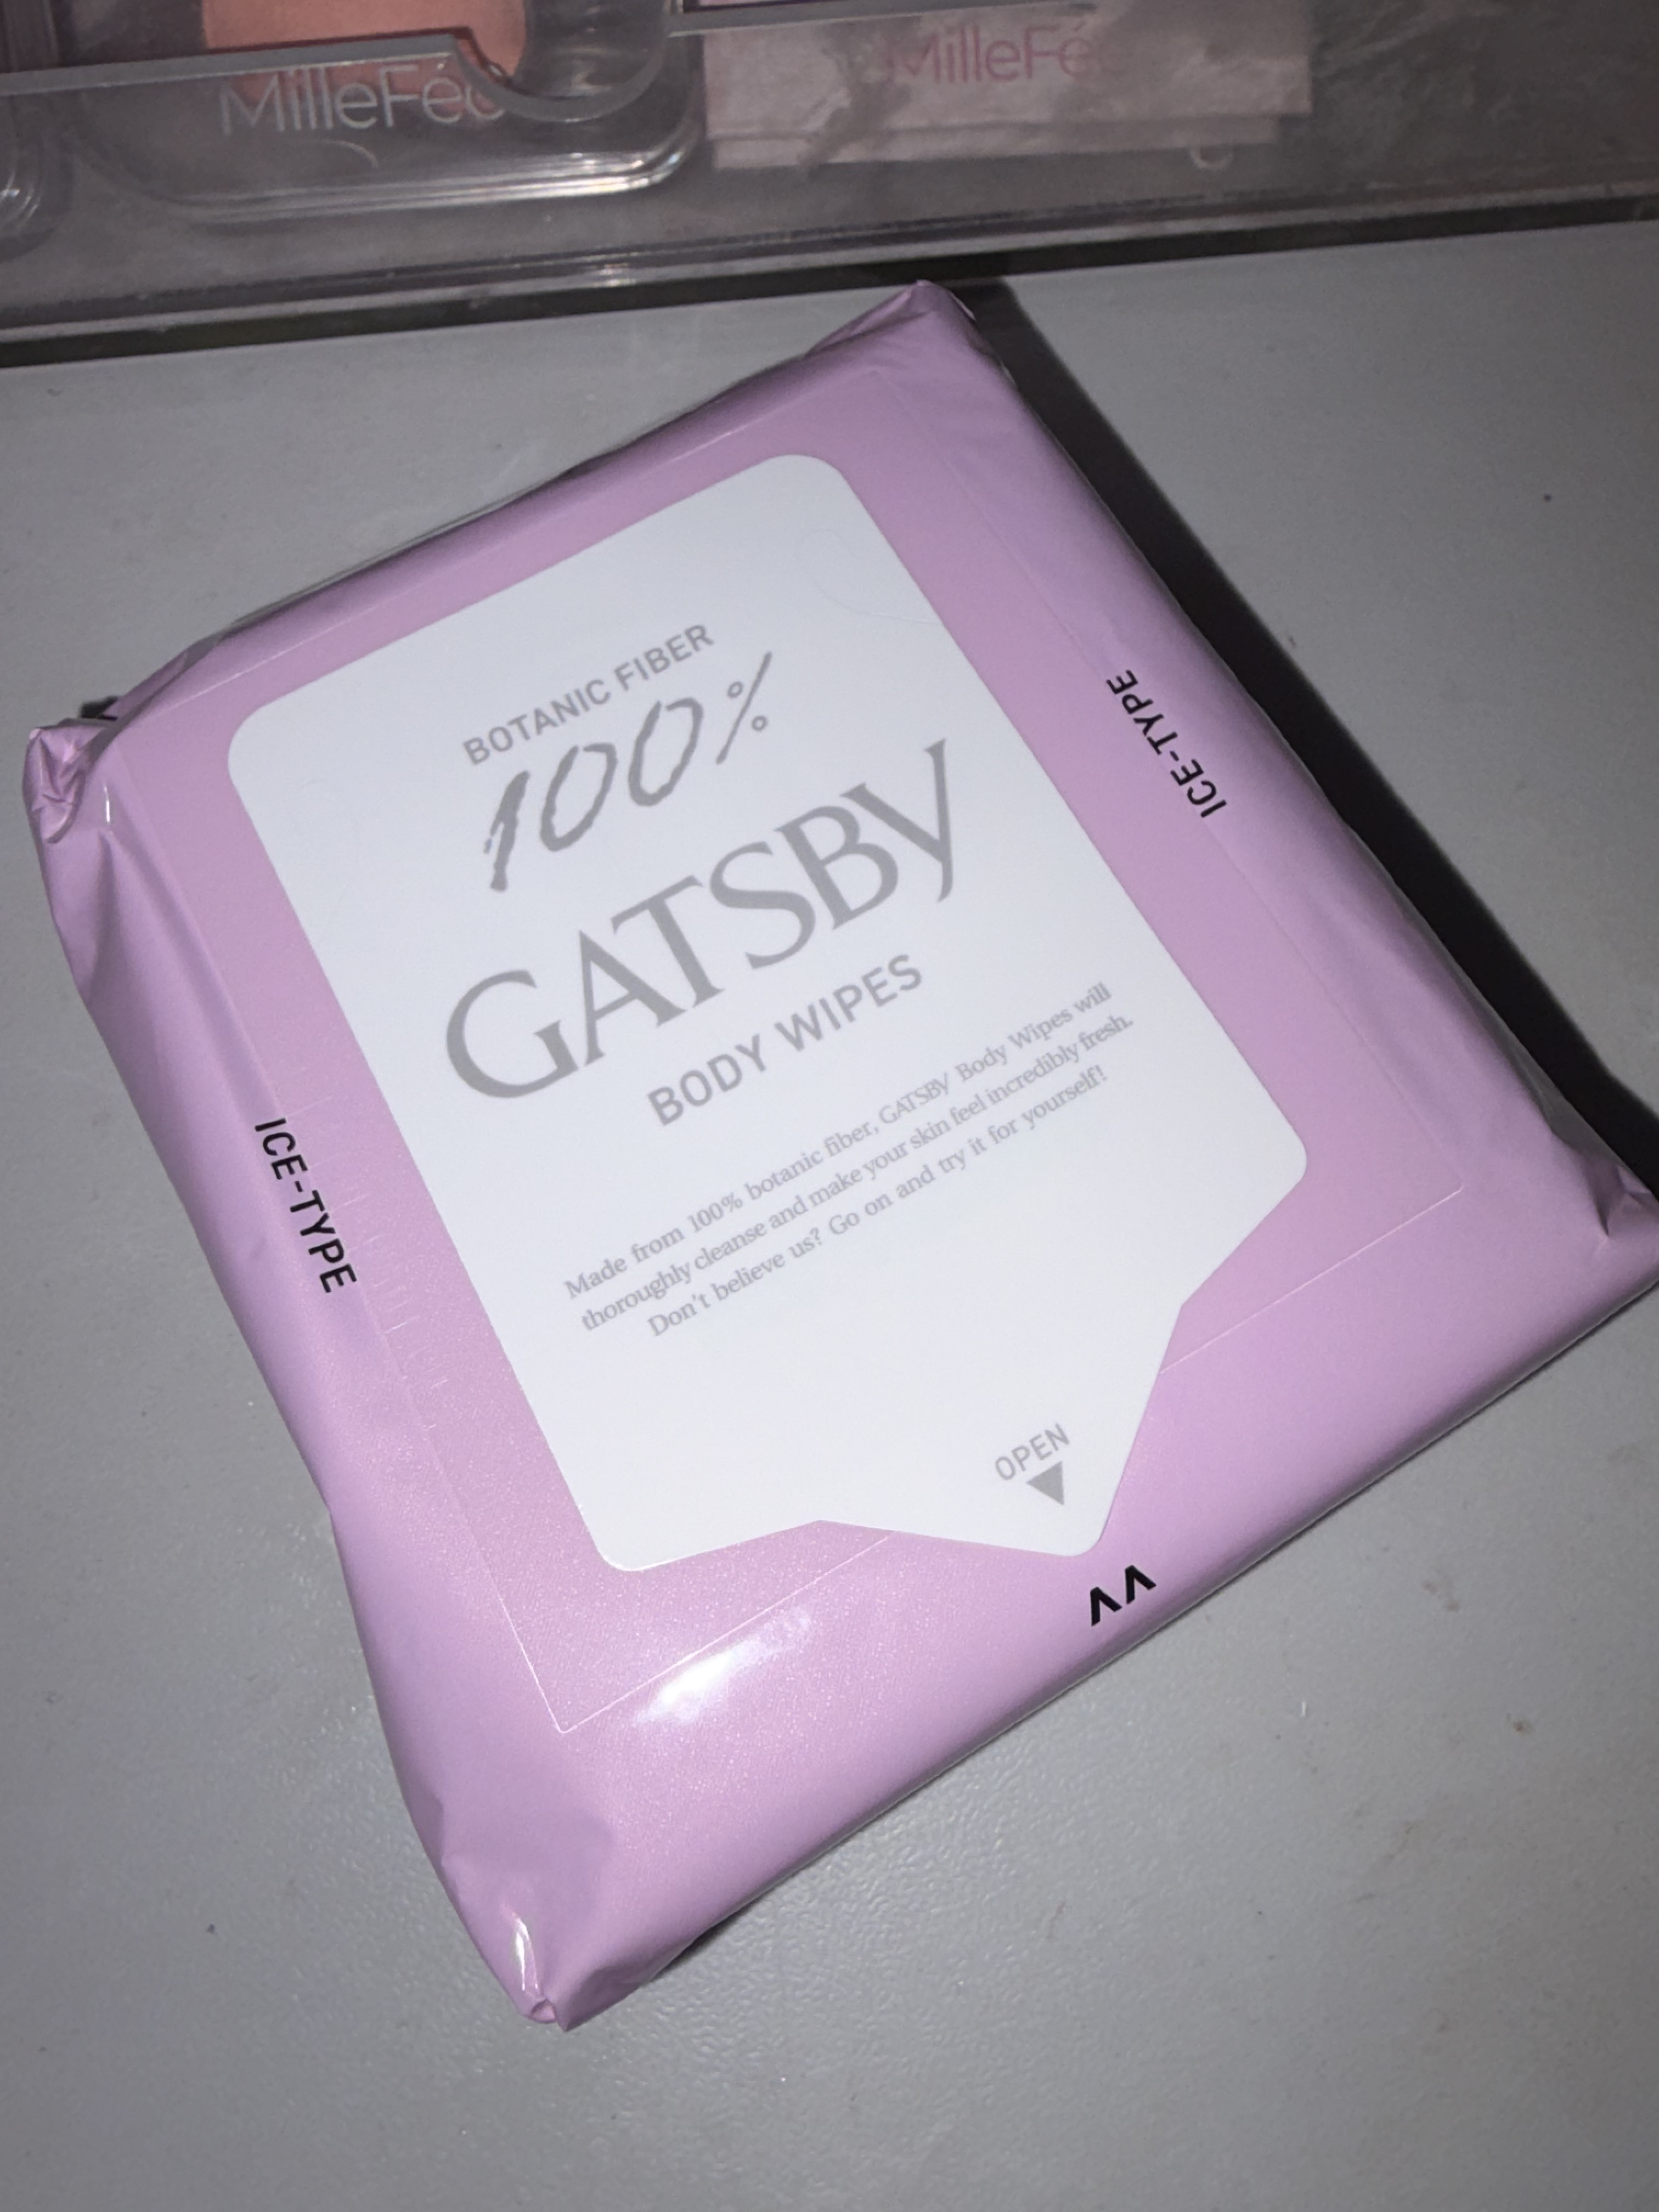 MilleFée
MilleFé
BOTANIC FIBER
100%
GATSBY
BODY WIPES
Made from 100% botanic fiber, GATSBY Body Wipes will
thoroughly cleanse and make your skin feel incredibly fresh.
Don't believe us? Go on and try it for yourself!
OPEN
ICE-TYPE
ICE-TYPE